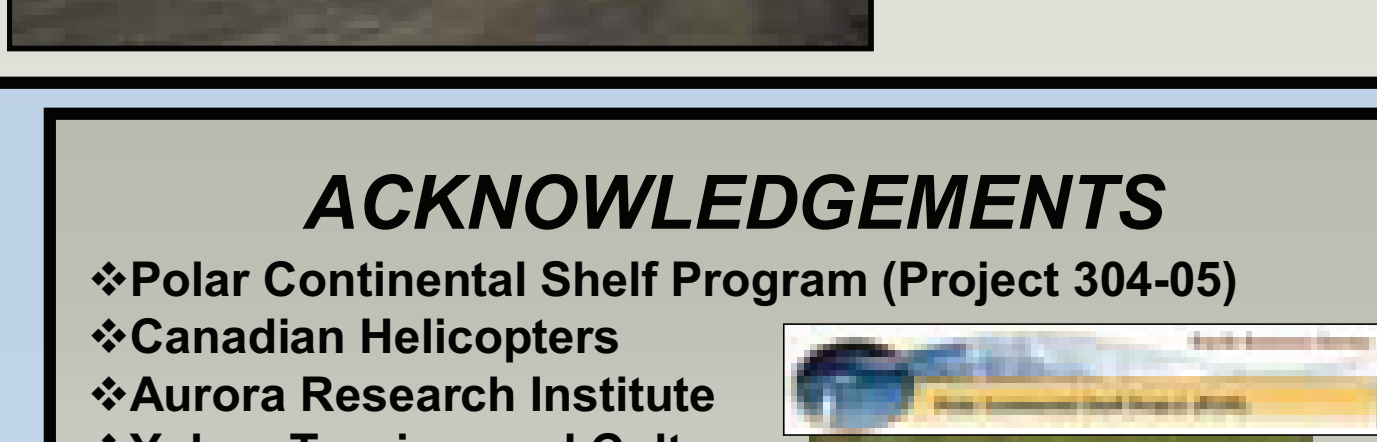 ACKNOWLEDGEMENTS
❖Polar Continental Shelf Program (Project 304-05)
❖Canadian Helicopters
❖Aurora Research Institute